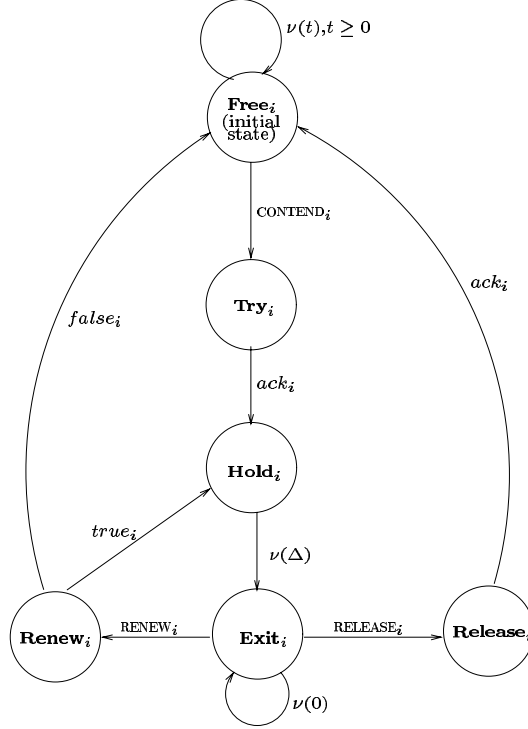 ν(t),t ≥ 0
Free_i
(initial
state)
CONTEND_i
ack_i
Try_i
false_i
ack_i
Hold_i
true_i
ν(Δ)
RENEW_i
RELEASE_i
Renew_i
Exit_i
Release_i
ν(0)